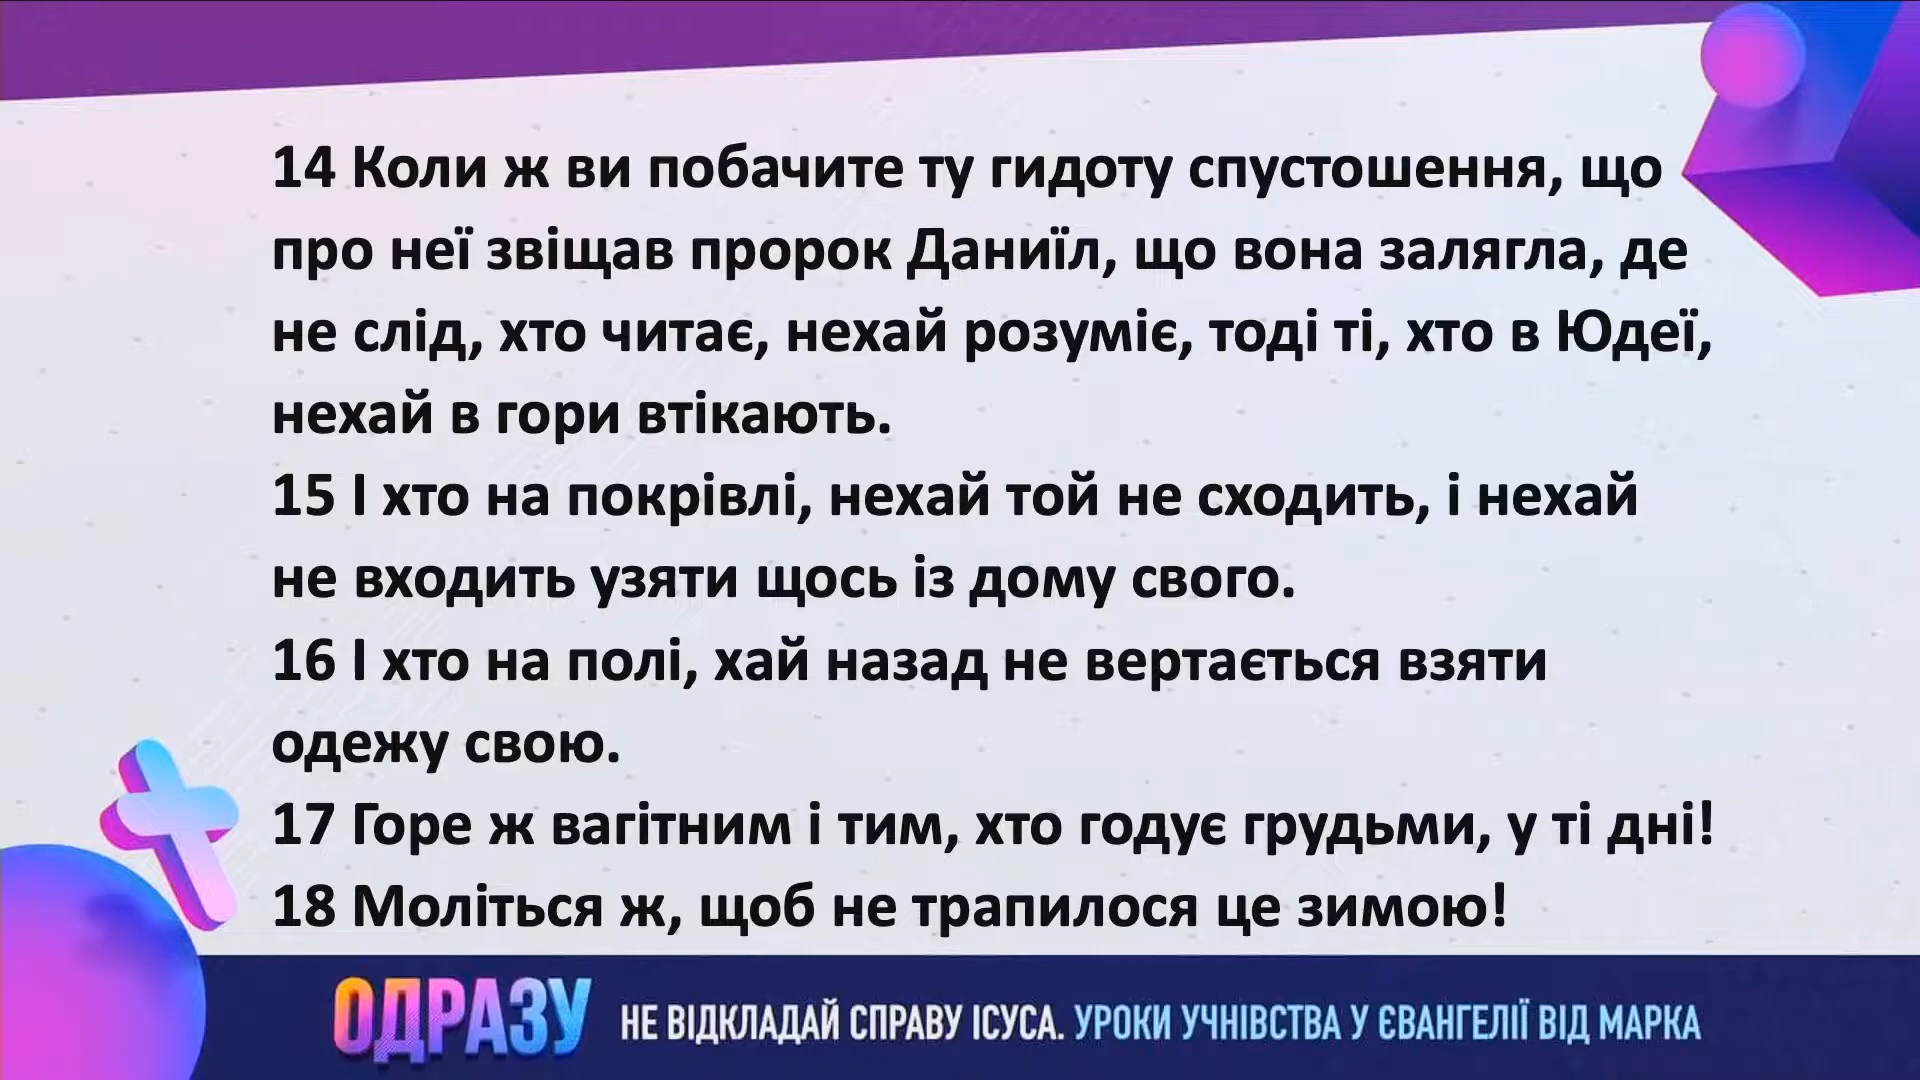 14 Коли ж ви побачите ту гидоту спустошення, що
про неї звіщав пророк Даниїл, що вона залягла, де
не слід, хто читає, нехай розуміє, тоді ті, хто в Юдеї,
нехай в гори втікають.
15 І хто на покрівлі, нехай той не сходить, і нехай
не входить узяти щось із дому свого.
16 І хто на полі, хай назад не вертається взяти
одежу свою.
17 Горе ж вагітним і тим, хто годує грудьми, у ті дні!
18 Моліться ж, щоб не трапилося це зимою!
ОДРАЗУ НЕ ВІДКЛАДАЙ СПРАВУ ІСУСА. УРОКИ УЧНІВСТВА У ЄВАНГЕЛІЇ ВІД МАРКА